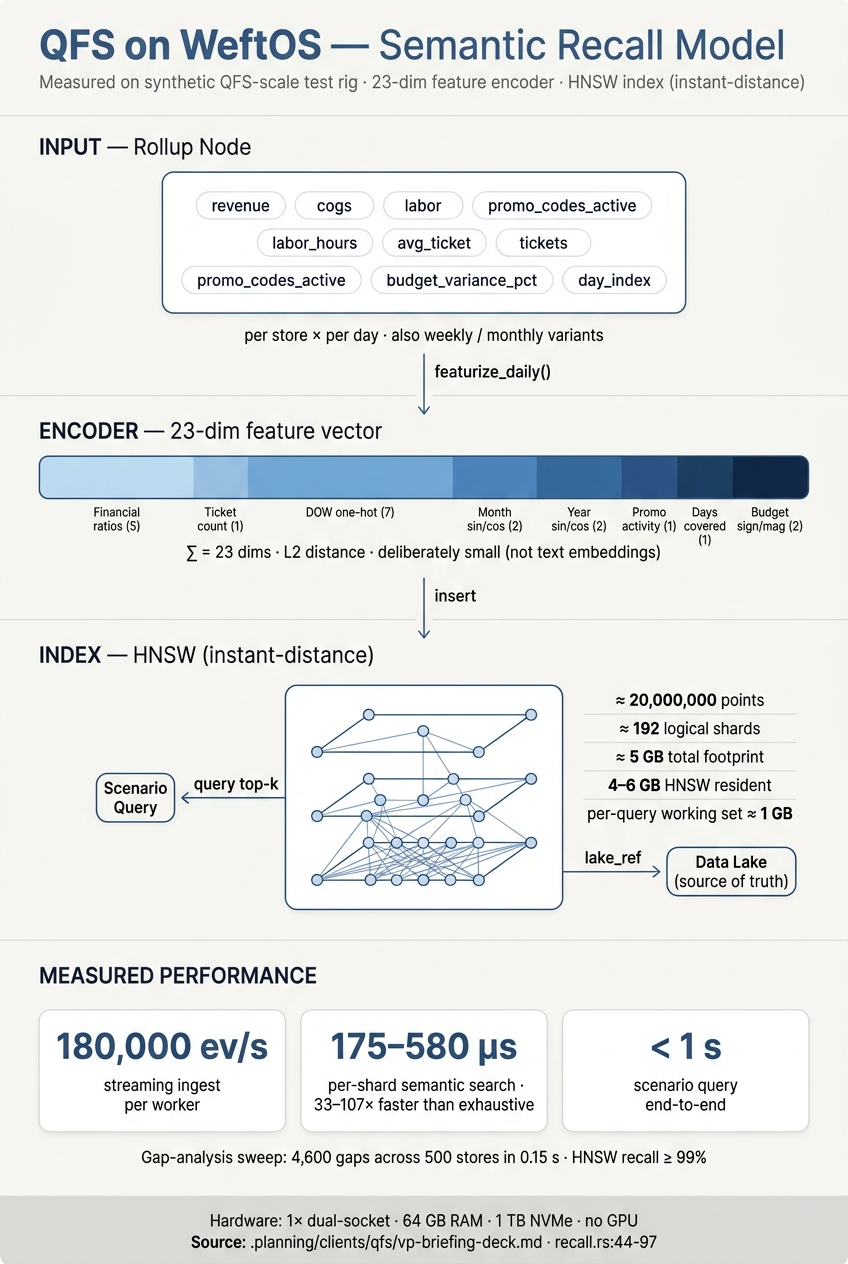 QFS on WeftOS — Semantic Recall Model
Measured on synthetic QFS-scale test rig · 23-dim feature encoder · HNSW index (instant-distance)
INPUT — Rollup Node
revenue cogs labor promo_codes_active
labor_hours avg_ticket tickets
promo_codes_active budget_variance_pct day_index
per store × per day · also weekly / monthly variants
featurize_daily()
ENCODER — 23-dim feature vector
Financial ratios (S)
Ticket count (1)
DOW one-hot (7)
Month sin/cos (2)
Year sin/cos (2)
Promo activity (1)
Days covered (1)
Budget sign/mag (2)
∑ = 23 dims · L2 distance · deliberately small (not text embeddings)
insert
INDEX — HNSW (instant-distance)
Scenario Query
query top-k
≈ 20,000,000 points
≈ 192 logical shards
≈ 5 GB total footprint
4–6 GB HNSW resident
per-query working set ≈ 1 GB
lake_ref
Data Lake
(source of truth)
MEASURED PERFORMANCE
180,000 ev/s
streaming ingest
per worker
175–580 µs
per-shard semantic search ·
33–107× faster than exhaustive
< 1 s
scenario query
end-to-end
Gap-analysis sweep: 4,600 gaps across 500 stores in 0.15 s · HNSW recall ≥ 99%
Hardware: 1× dual-socket · 64 GB RAM · 1 TB NVMe · no GPU
Source: .planning/clients/qfs/vp-briefing-deck.md · recall.rs:44-97